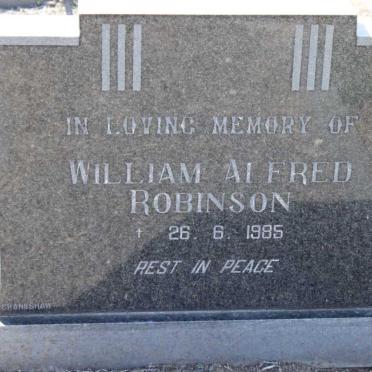 IN LOVING MEMORY OF
WILLIAM ALFRED
ROBINSON
† 26. 6. 1985
REST IN PEACE